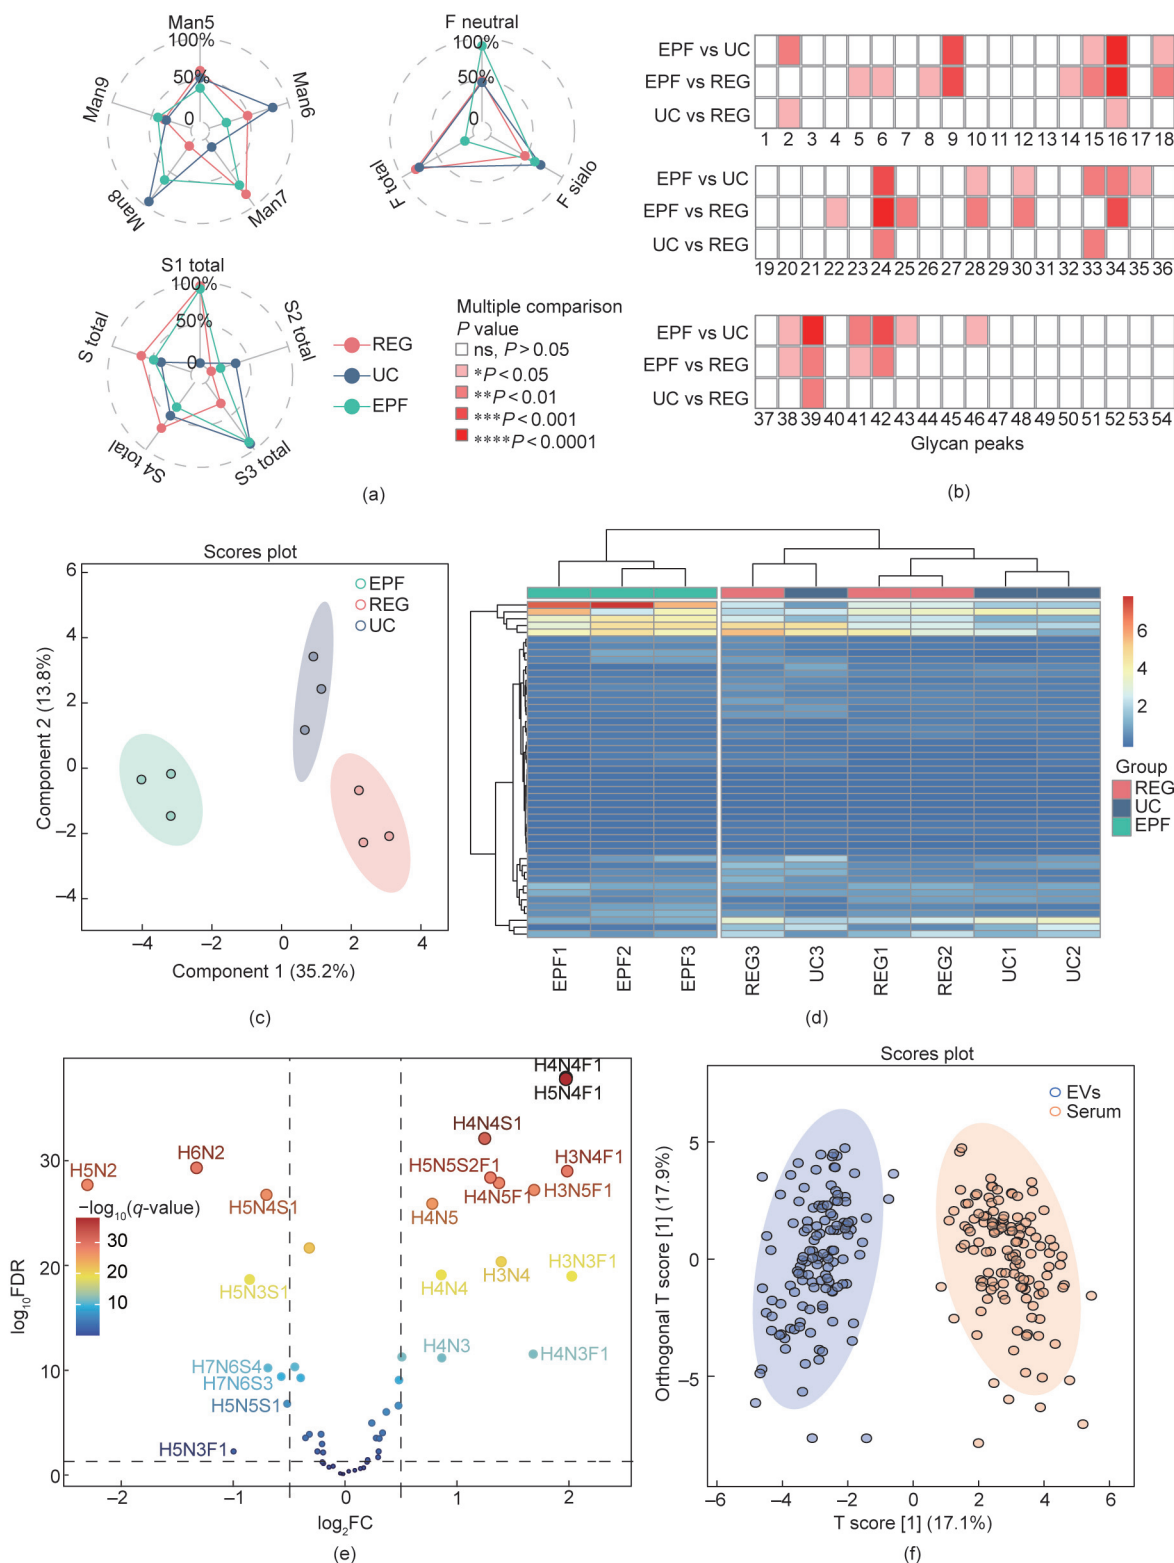 Man5
100%
50%
0
Man6
Man7
Man8
Man9
F neutral
100%
50%
0
F sialo
F total
S1 total
100%
50%
0
S2 total
S3 total
S4 total
S total
REG
UC
EPF
Multiple comparison
P value
ns, P > 0.05
*P < 0.05
**P < 0.01
***P < 0.001
****P < 0.0001
(a)
EPF vs UC
EPF vs REG
UC vs REG
1 2 3 4 5 6 7 8 9 10 11 12 13 14 15 16 17 18
EPF vs UC
EPF vs REG
UC vs REG
19 20 21 22 23 24 25 26 27 28 29 30 31 32 33 34 35 36
EPF vs UC
EPF vs REG
UC vs REG
37 38 39 40 41 42 43 44 45 46 47 48 49 50 51 52 53 54
Glycan peaks
(b)
Scores plot
EPF
REG
UC
6
4
2
0
−2
−4
−4 −2 0 2 4
Component 2 (13.8%)
Component 1 (35.2%)
(c)
6
4
2
Group
REG
UC
EPF
EPF1 EPF2 EPF3 REG3 UC3 REG1 REG2 UC1 UC2
(d)
H4N4F1
H5N4F1
H4N4S1
H6N2
H5N2
H5N5S2F1
H3N4F1
H5N4S1
H4N5F1
H3N5F1
H4N5
−log10(q-value)
30
20
10
H5N3S1
H4N4
H3N4
H3N3F1
H4N3
H4N3F1
H7N6S4
H7N6S3
H5N5S1
H5N3F1
30
20
10
0
−2 −1 0 1 2
log10FDR
log2FC
(e)
Scores plot
EVs
Serum
5
0
−5
−6 −4 −2 0 2 4 6
Orthogonal T score [1] (17.9%)
T score [1] (17.1%)
(f)